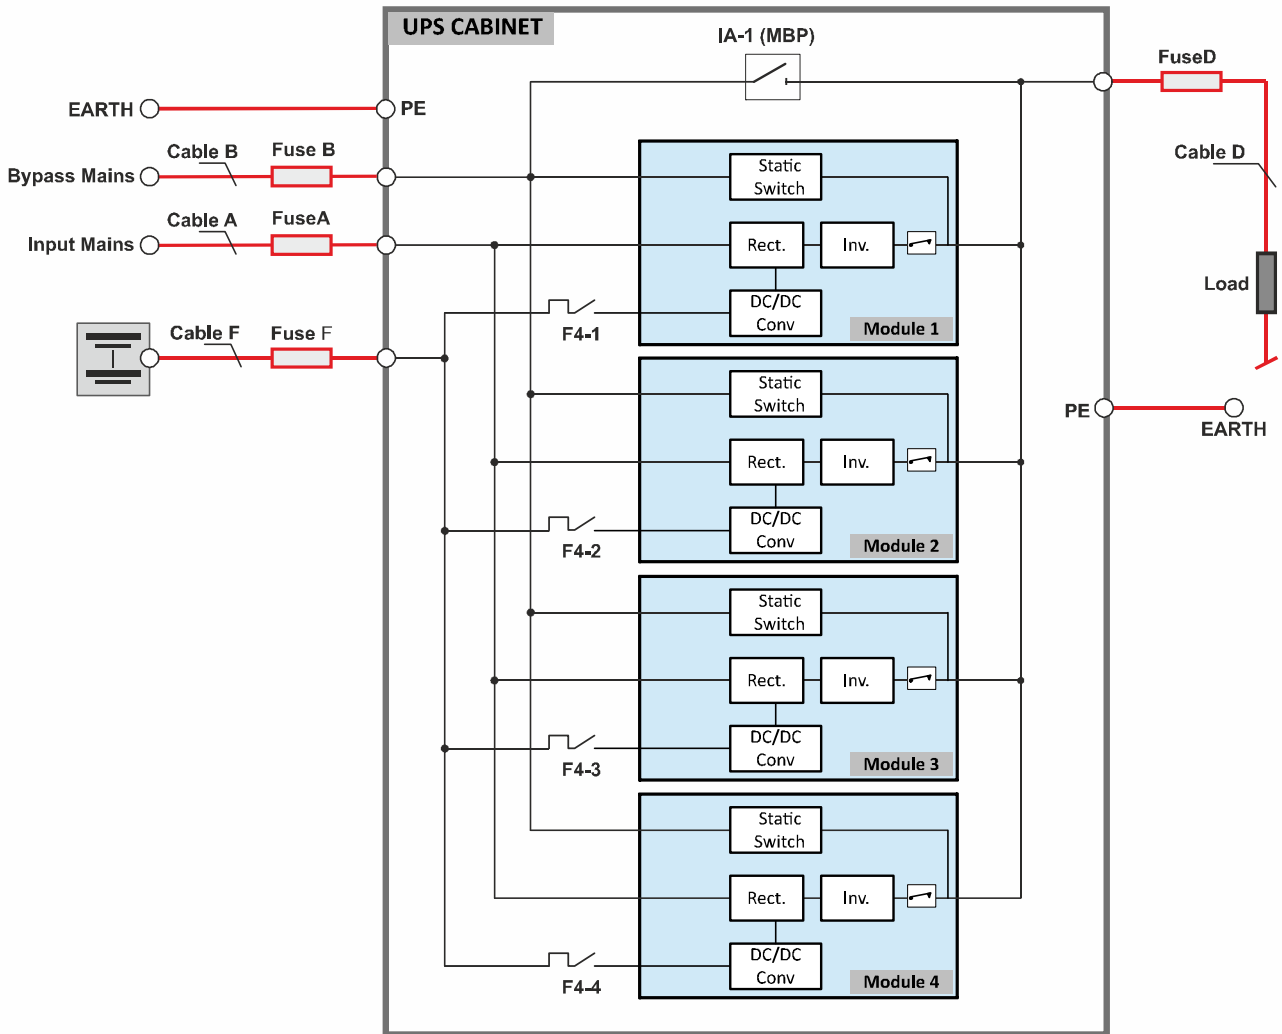 UPS CABINET
IA-1 (MBP)
FuseD
EARTH
PE
Cable B
Fuse B
Bypass Mains
Cable A
FuseA
Input Mains
Cable F
Fuse F
Cable D
Load
PE
EARTH
Static
Switch
Rect.
Inv.
DC/DC
Conv
F4-1
Module 1
Static
Switch
Rect.
Inv.
DC/DC
Conv
F4-2
Module 2
Static
Switch
Rect.
Inv.
DC/DC
Conv
F4-3
Module 3
Static
Switch
Rect.
Inv.
DC/DC
Conv
F4-4
Module 4